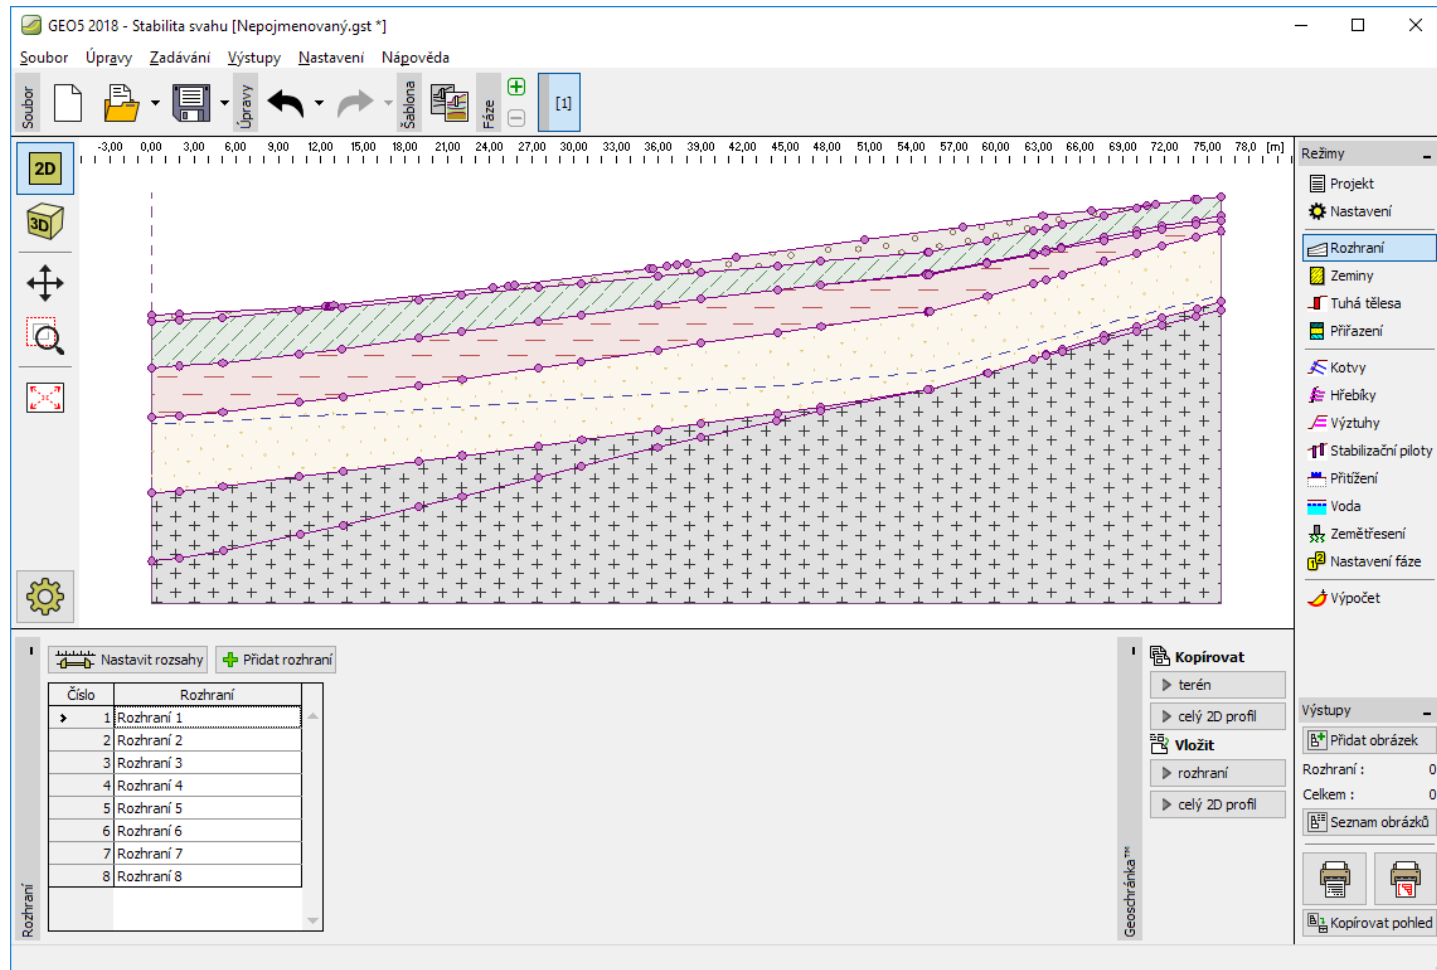 GEO5 2018 - Stabilita svahu [Nepojmenovaný.gst *]
Soubor Úpravy Zadávání Výstupy Nastavení Nápověda
Soubor
Úpravy
Šablona
Fáze
[1]
-3,00 0,00 3,00 6,00 9,00 12,00 15,00 18,00 21,00 24,00 27,00 30,00 33,00 36,00 39,00 42,00 45,00 48,00 51,00 54,00 57,00 60,00 63,00 66,00 69,00 72,00 75,00 78,0 [m]
2D
3D
Režimy
Projekt
Nastavení
Rozhraní
Zeminy
Tuhá tělesa
Přiřazení
Kotvy
Hřebíky
Výztuhy
Stabilizační piloty
Přitížení
Voda
Zemětřesení
Nastavení fáze
Výpočet
Nastavit rozsahy
Přidat rozhraní
Číslo Rozhraní
1 Rozhraní 1
2 Rozhraní 2
3 Rozhraní 3
4 Rozhraní 4
5 Rozhraní 5
6 Rozhraní 6
7 Rozhraní 7
8 Rozhraní 8
Rozhraní
Geoschránka™
Kopírovat
terén
celý 2D profil
Vložit
rozhraní
celý 2D profil
Výstupy
Přidat obrázek
Rozhraní : 0
Celkem : 0
Seznam obrázků
Kopírovat pohled